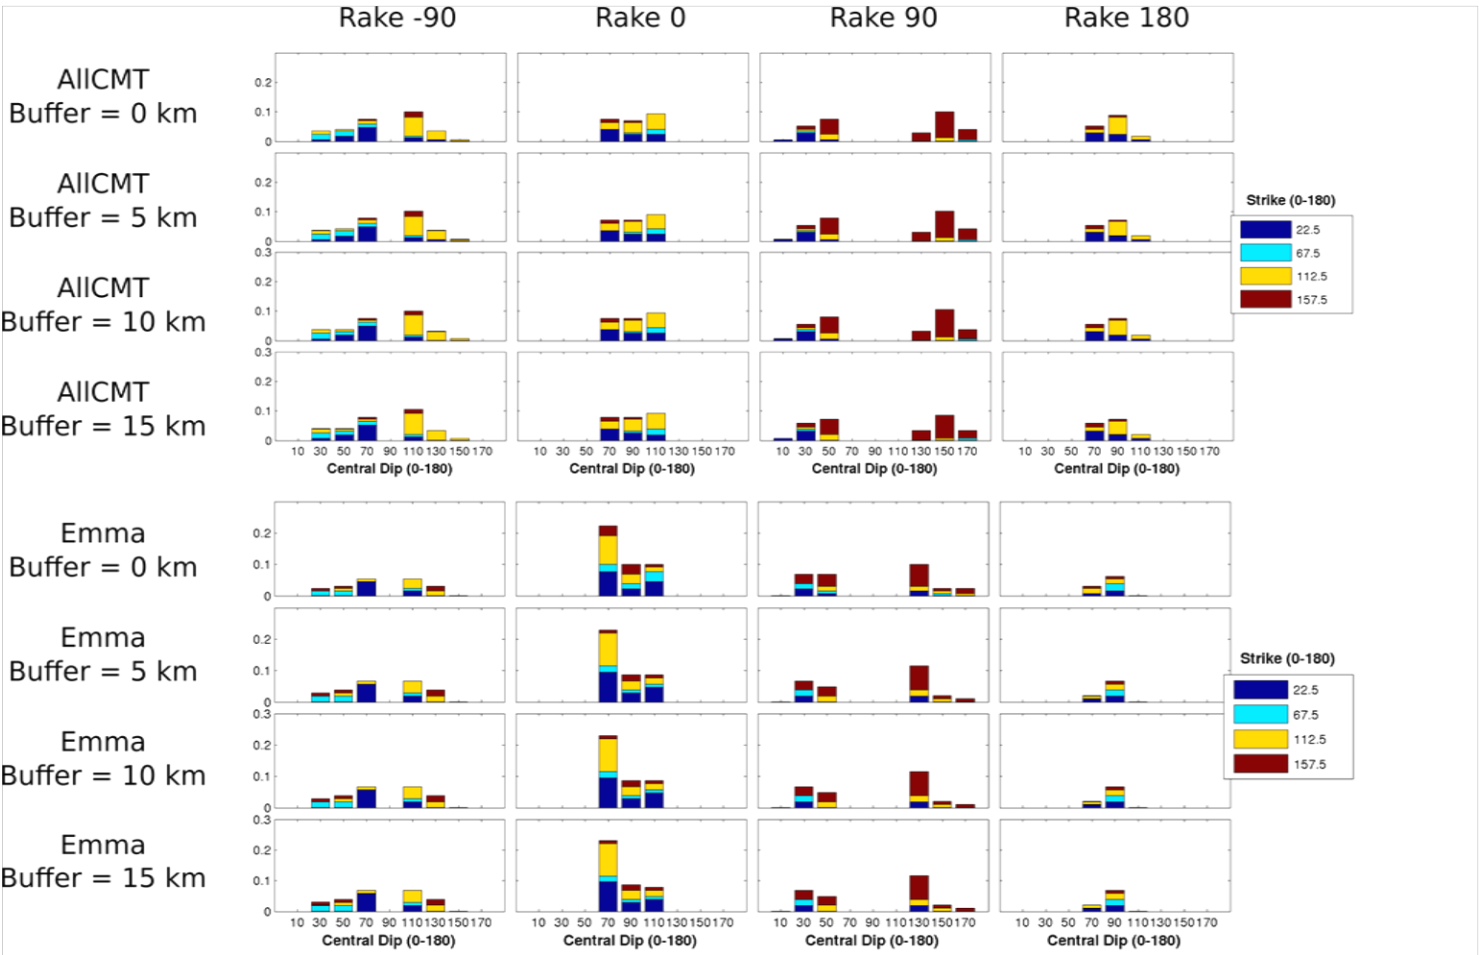 Rake -90 Rake 0 Rake 90 Rake 180
AllCMT
Buffer = 0 km
0.2
0.1
0
AllCMT
Buffer = 5 km
0.2
0.1
0
Strike (0-180)
22.5
67.5
112.5
157.5
AllCMT
Buffer = 10 km
0.3
0.2
0.1
0
AllCMT
Buffer = 15 km
0.3
0.2
0.1
0
10 30 50 70 90 110 130 150 170 10 30 50 70 90 110 130 150 170 10 30 50 70 90 110 130 150 170 10 30 50 70 90 110 130 150 170
Central Dip (0-180) Central Dip (0-180) Central Dip (0-180) Central Dip (0-180)
Emma
Buffer = 0 km
0.2
0.1
0
Emma
Buffer = 5 km
0.2
0.1
0
Strike (0-180)
22.5
67.5
112.5
157.5
Emma
Buffer = 10 km
0.3
0.2
0.1
0
Emma
Buffer = 15 km
0.3
0.2
0.1
0
10 30 50 70 90 110 130 150 170 10 30 50 70 90 110 130 150 170 10 30 50 70 90 110 130 150 170 10 30 50 70 90 110 130 150 170
Central Dip (0-180) Central Dip (0-180) Central Dip (0-180) Central Dip (0-180)